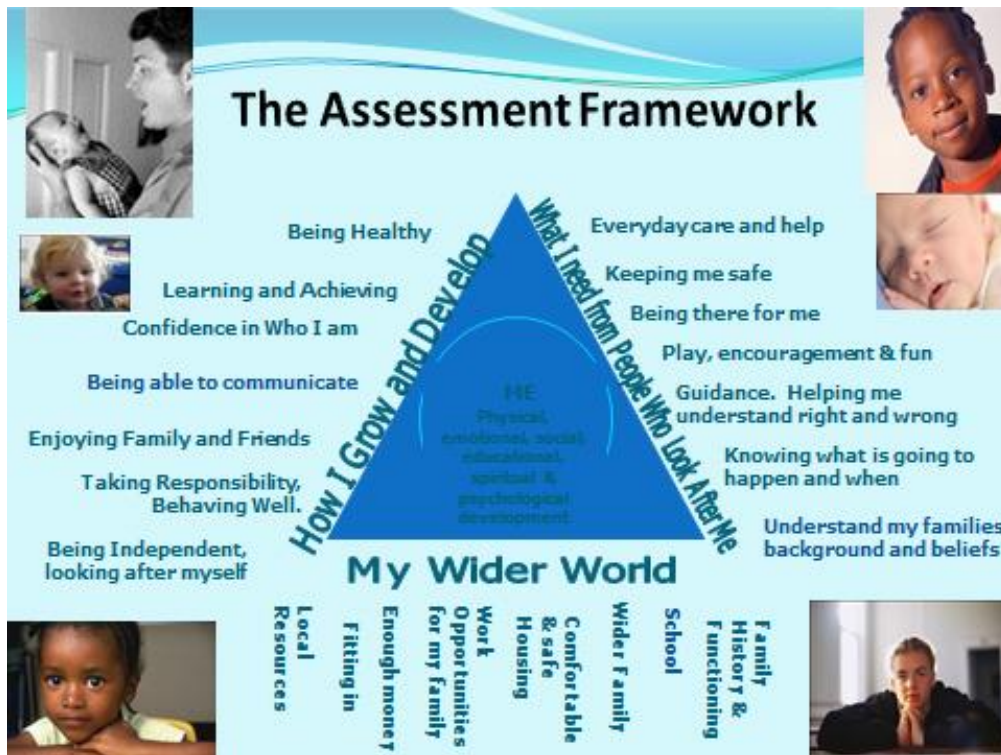 The Assessment Framework
Being Healthy
Learning and Achieving
Confidence in Who I am
Being able to communicate
Enjoying Family and Friends
Taking Responsibility,
Behaving Well.
Being Independent,
looking after myself
How I Grow and Develop
ME
Physical,
emotional, social,
educational,
spiritual &
psychological
development
What I need from People Who Look After Me
Everyday care and help
Keeping me safe
Being there for me
Play, encouragement & fun
Guidance. Helping me
understand right and wrong
Knowing what is going to
happen and when
Understand my families
background and beliefs
My Wider World
Local
Resources
Fitting in
Enough money
Work
Opportunities
for my family
Comfortable
& safe
Housing
Wider Family
School
Family
History &
Functioning